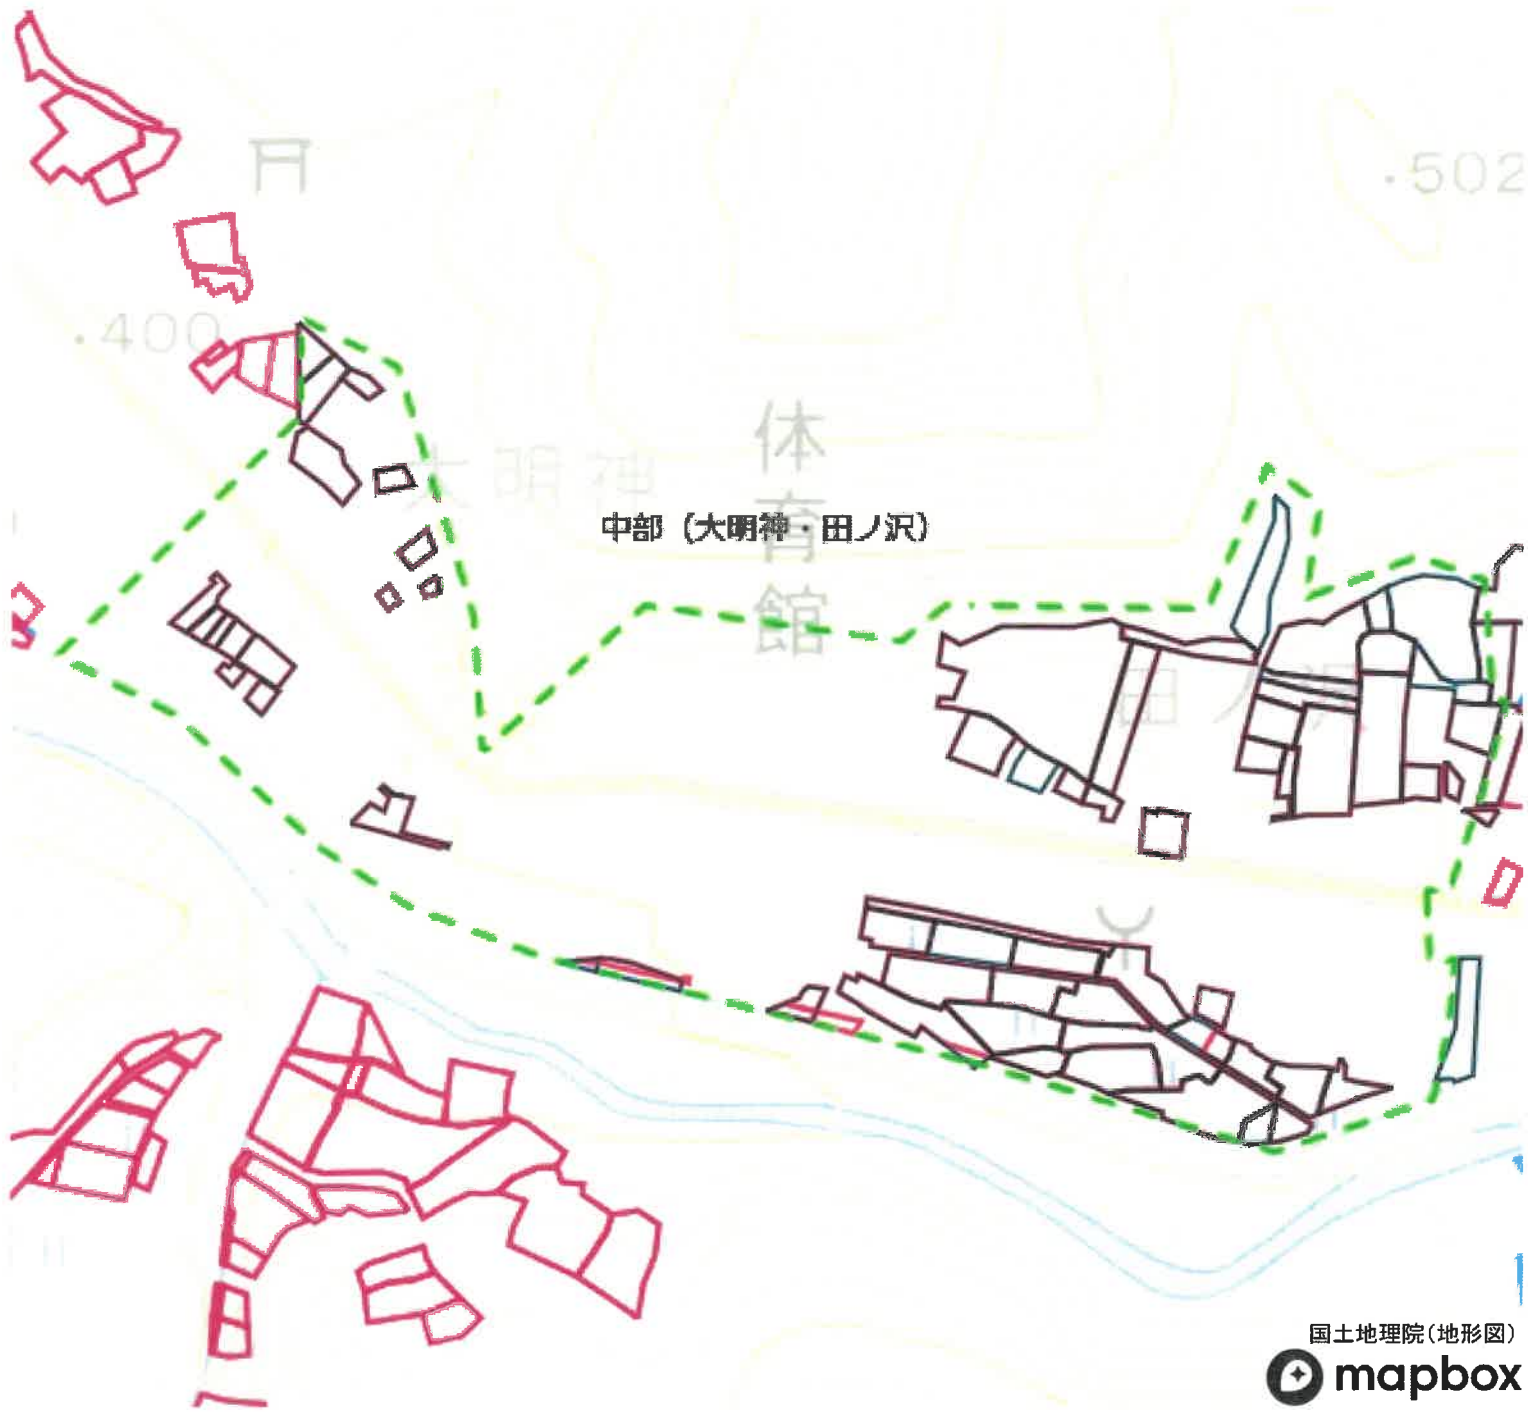 ・502
・400
体育館
大明神
中部（大明神・田ノ沢）
田ノ沢
国土地理院（地形図）
mapbox